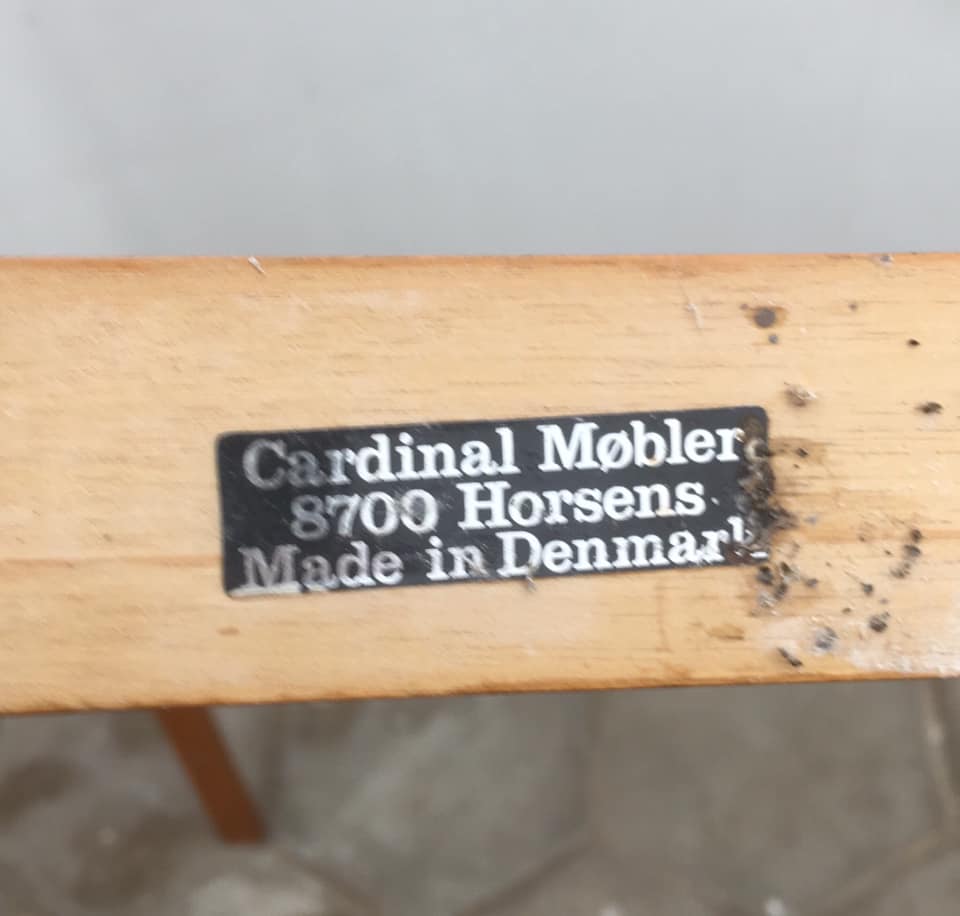 Cardinal Møbler
8700 Horsens
Made in Denmark